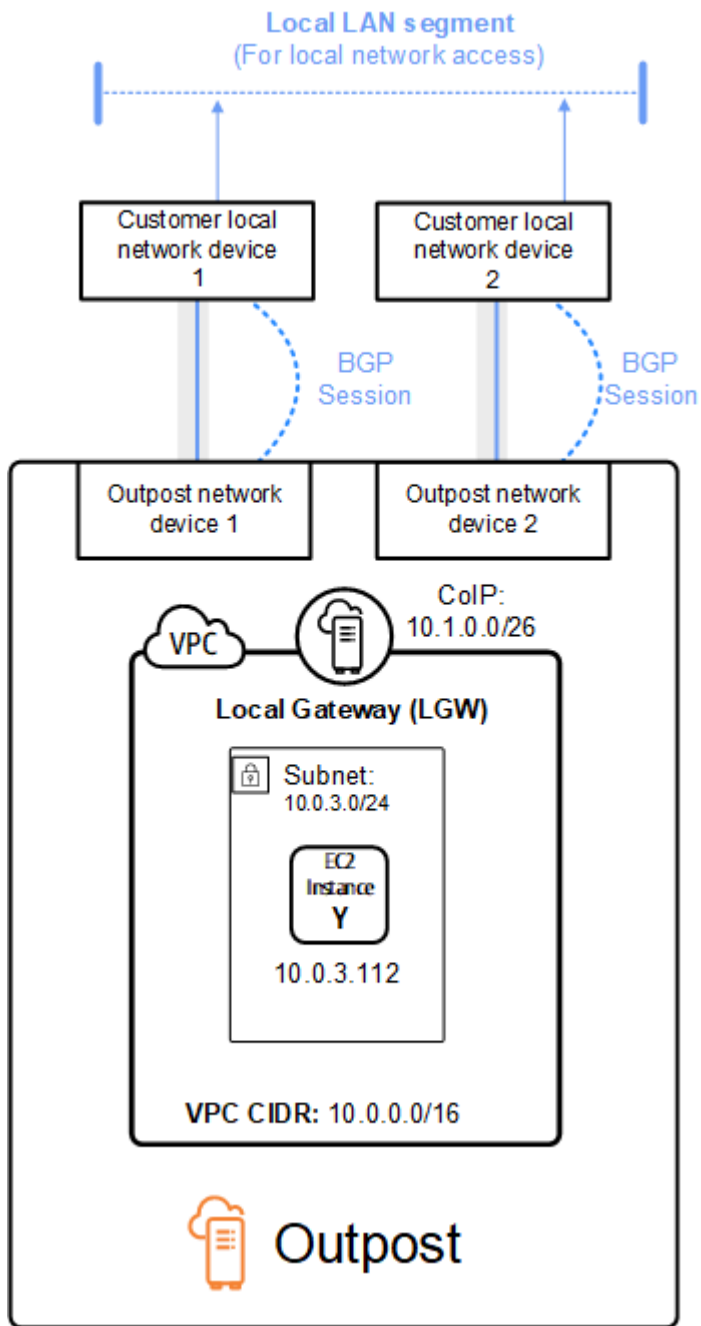 Local LAN segment
(For local network access)
Customer local
network device
1
Customer local
network device
2
BGP
Session
BGP
Session
Outpost network
device 1
Outpost network
device 2
CoIP:
10.1.0.0/26
VPC
Local Gateway (LGW)
Subnet:
10.0.3.0/24
EC2
Instance
Y
10.0.3.112
VPC CIDR: 10.0.0.0/16
Outpost